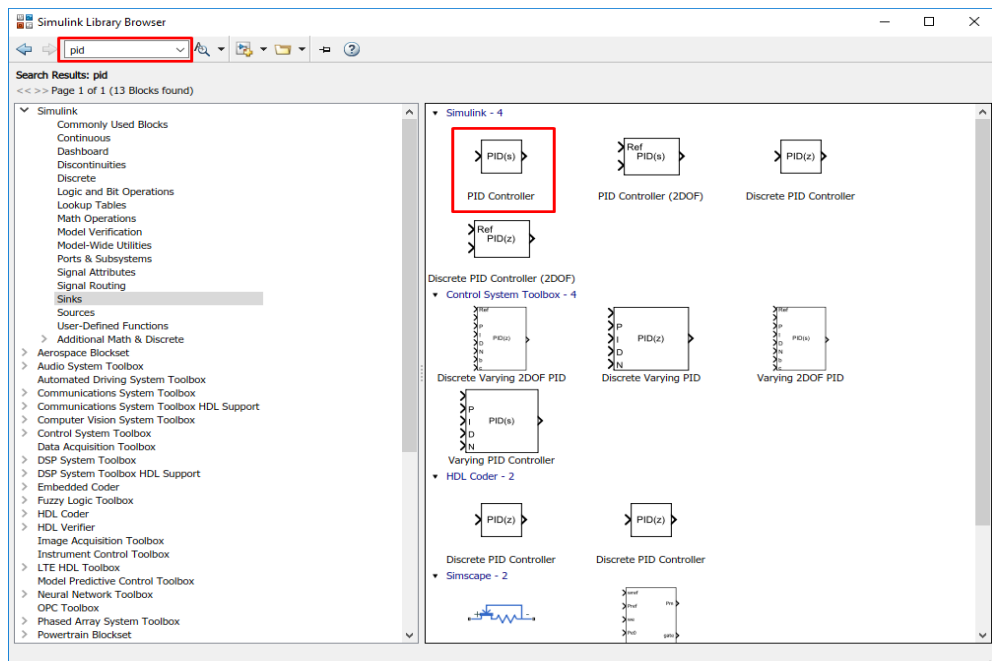 Simulink Library Browser
pid
Search Results: pid
<< >> Page 1 of 1 (13 Blocks found)
Simulink
Commonly Used Blocks
Continuous
Dashboard
Discontinuities
Discrete
Logic and Bit Operations
Lookup Tables
Math Operations
Model Verification
Model-Wide Utilities
Ports & Subsystems
Signal Attributes
Signal Routing
Sinks
Sources
User-Defined Functions
Additional Math & Discrete
Aerospace Blockset
Audio System Toolbox
Automated Driving System Toolbox
Communications System Toolbox
Communications System Toolbox HDL Support
Computer Vision System Toolbox
Control System Toolbox
Data Acquisition Toolbox
DSP System Toolbox
DSP System Toolbox HDL Support
Embedded Coder
Fuzzy Logic Toolbox
HDL Coder
HDL Verifier
Image Acquisition Toolbox
Instrument Control Toolbox
LTE HDL Toolbox
Model Predictive Control Toolbox
Neural Network Toolbox
OPC Toolbox
Phased Array System Toolbox
Powertrain Blockset
Simulink - 4
PID(s)
PID Controller
Ref
PID(s)
PID Controller (2DOF)
PID(z)
Discrete PID Controller
Ref
PID(z)
Discrete PID Controller (2DOF)
Control System Toolbox - 4
Ref
P
I
D
N
b
c
PID(z)
Discrete Varying 2DOF PID
P
I
D
N
PID(z)
Discrete Varying PID
Ref
P
I
D
N
b
c
PID(s)
Varying 2DOF PID
P
I
D
N
PID(s)
Varying PID Controller
HDL Coder - 2
PID(z)
Discrete PID Controller
PID(z)
Discrete PID Controller
Simscape - 2
+ -
Pref